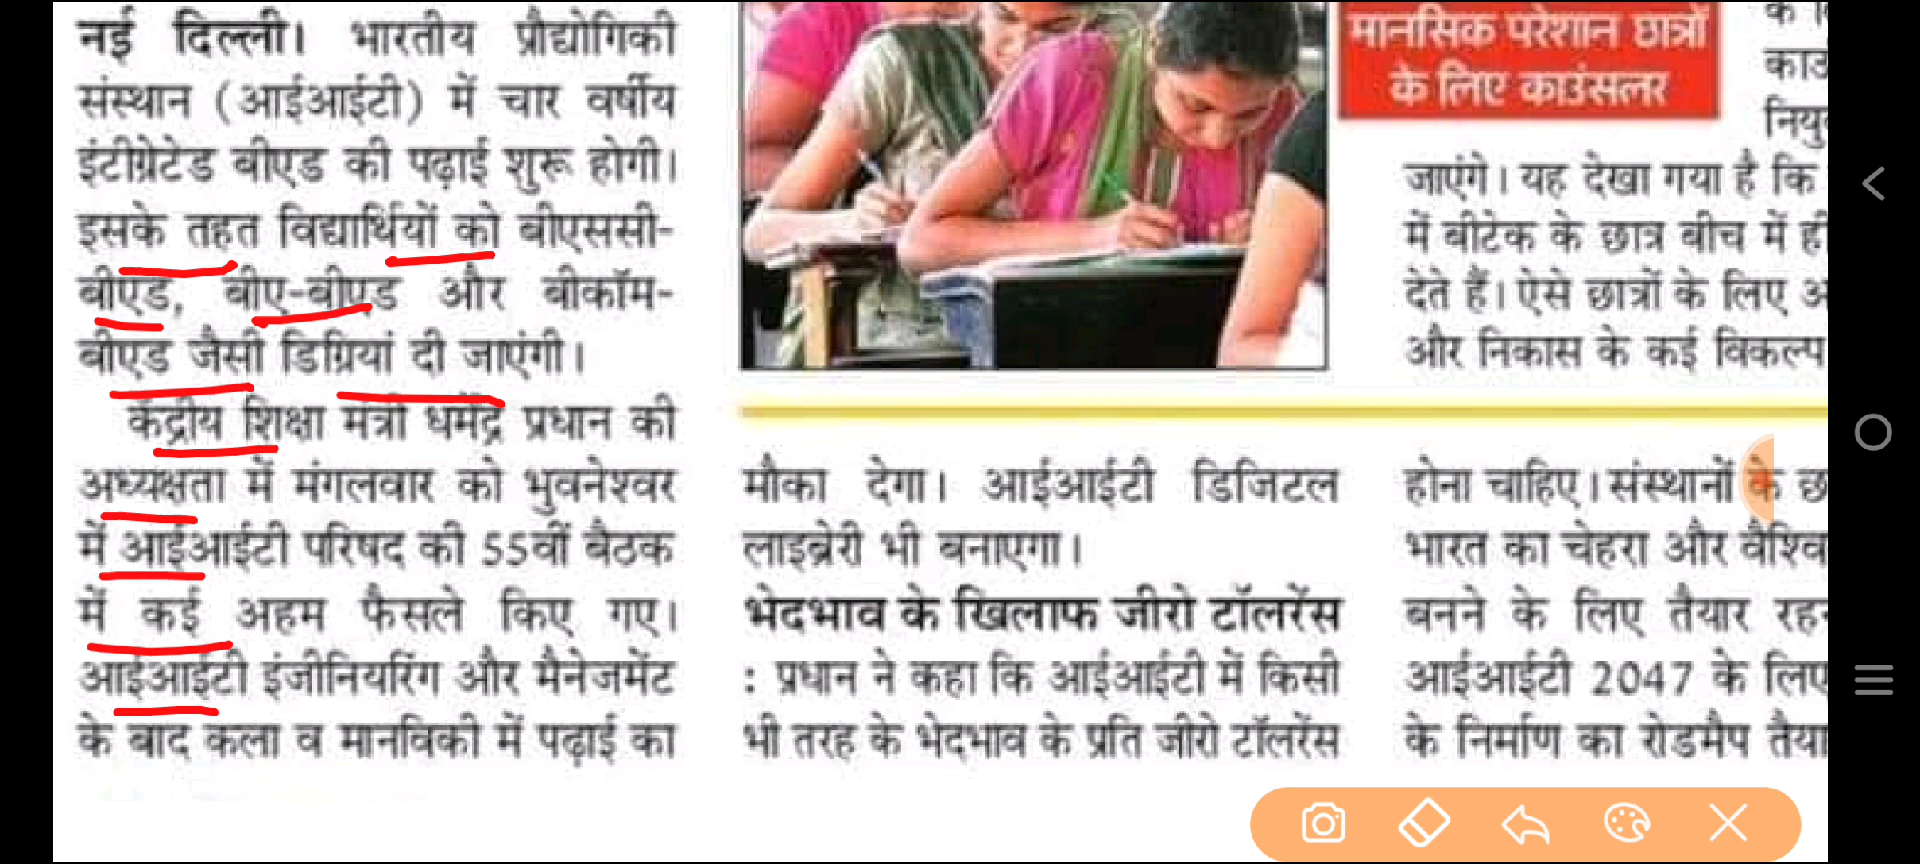 नई दिल्ली। भारतीय प्रौद्योगिकी
संस्थान (आईआईटी) में चार वर्षीय
इंटीग्रेटेड बीएड की पढ़ाई शुरू होगी।
इसके तहत विद्यार्थियों को बीएससी-
बीएड, बीए-बीएड और बीकॉम-
बीएड जैसी डिग्रियां दी जाएंगी।
केंद्रीय शिक्षा मंत्री धर्मेंद्र प्रधान की
अध्यक्षता में मंगलवार को भुवनेश्वर
में आईआईटी परिषद की 55वीं बैठक
में कई अहम फैसले किए गए।
आईआईटी इंजीनियरिंग और मैनेजमेंट
के बाद कला व मानविकी में पढ़ाई का
मौका देगा। आईआईटी डिजिटल
लाइब्रेरी भी बनाएगा।
भेदभाव के खिलाफ जीरो टॉलरेंस
: प्रधान ने कहा कि आईआईटी में किसी
भी तरह के भेदभाव के प्रति जीरो टॉलरेंस
मानसिक परेशान छात्रों
के लिए काउंसलर
के
जाएंगे। यह देखा गया है कि
में बीटेक के छात्र बीच में ही
देते हैं। ऐसे छात्रों के लिए
और निकास के कई विकल्प
होना चाहिए। संस्थानों के
भारत का चेहरा और
बनने के लिए तैयार
आईआईटी 2047 के लिए
के निर्माण का रोडमैप